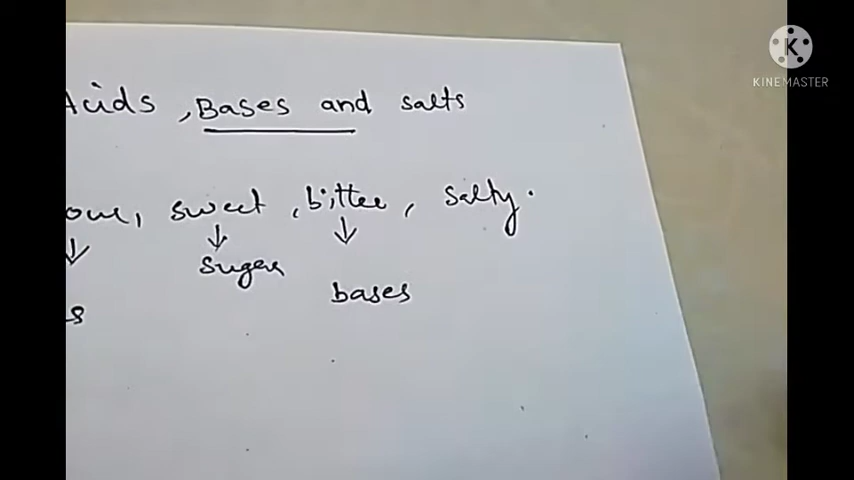 Acids, Bases and salts
KINEMASTER
our, sweet, bitter, salty.
sugar
bases
s